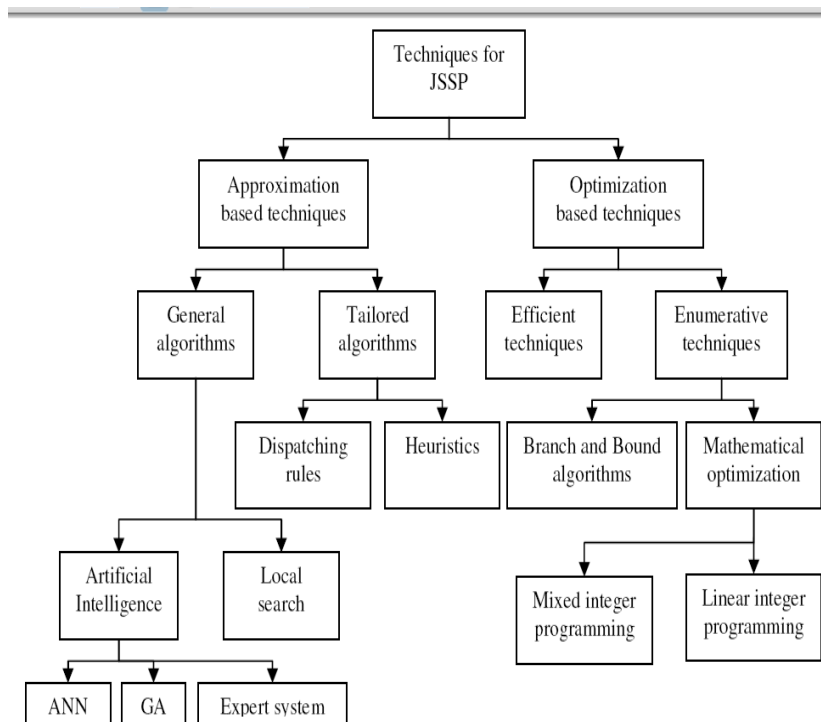 Techniques for
JSSP
Approximation
based techniques
Optimization
based techniques
General
algorithms
Tailored
algorithms
Efficient
techniques
Enumerative
techniques
Dispatching
rules
Heuristics
Branch and Bound
algorithms
Mathematical
optimization
Artificial
Intelligence
Local
search
Mixed integer
programming
Linear integer
programming
ANN
GA
Expert system